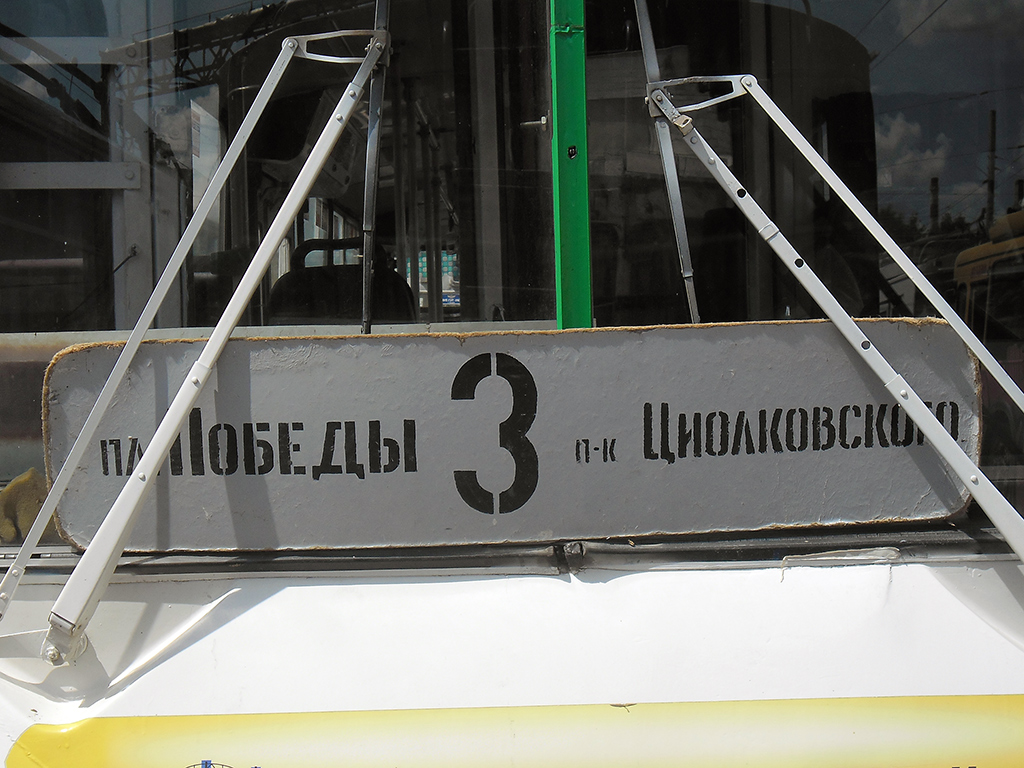 пл. Победы 3 п-к Циолковского